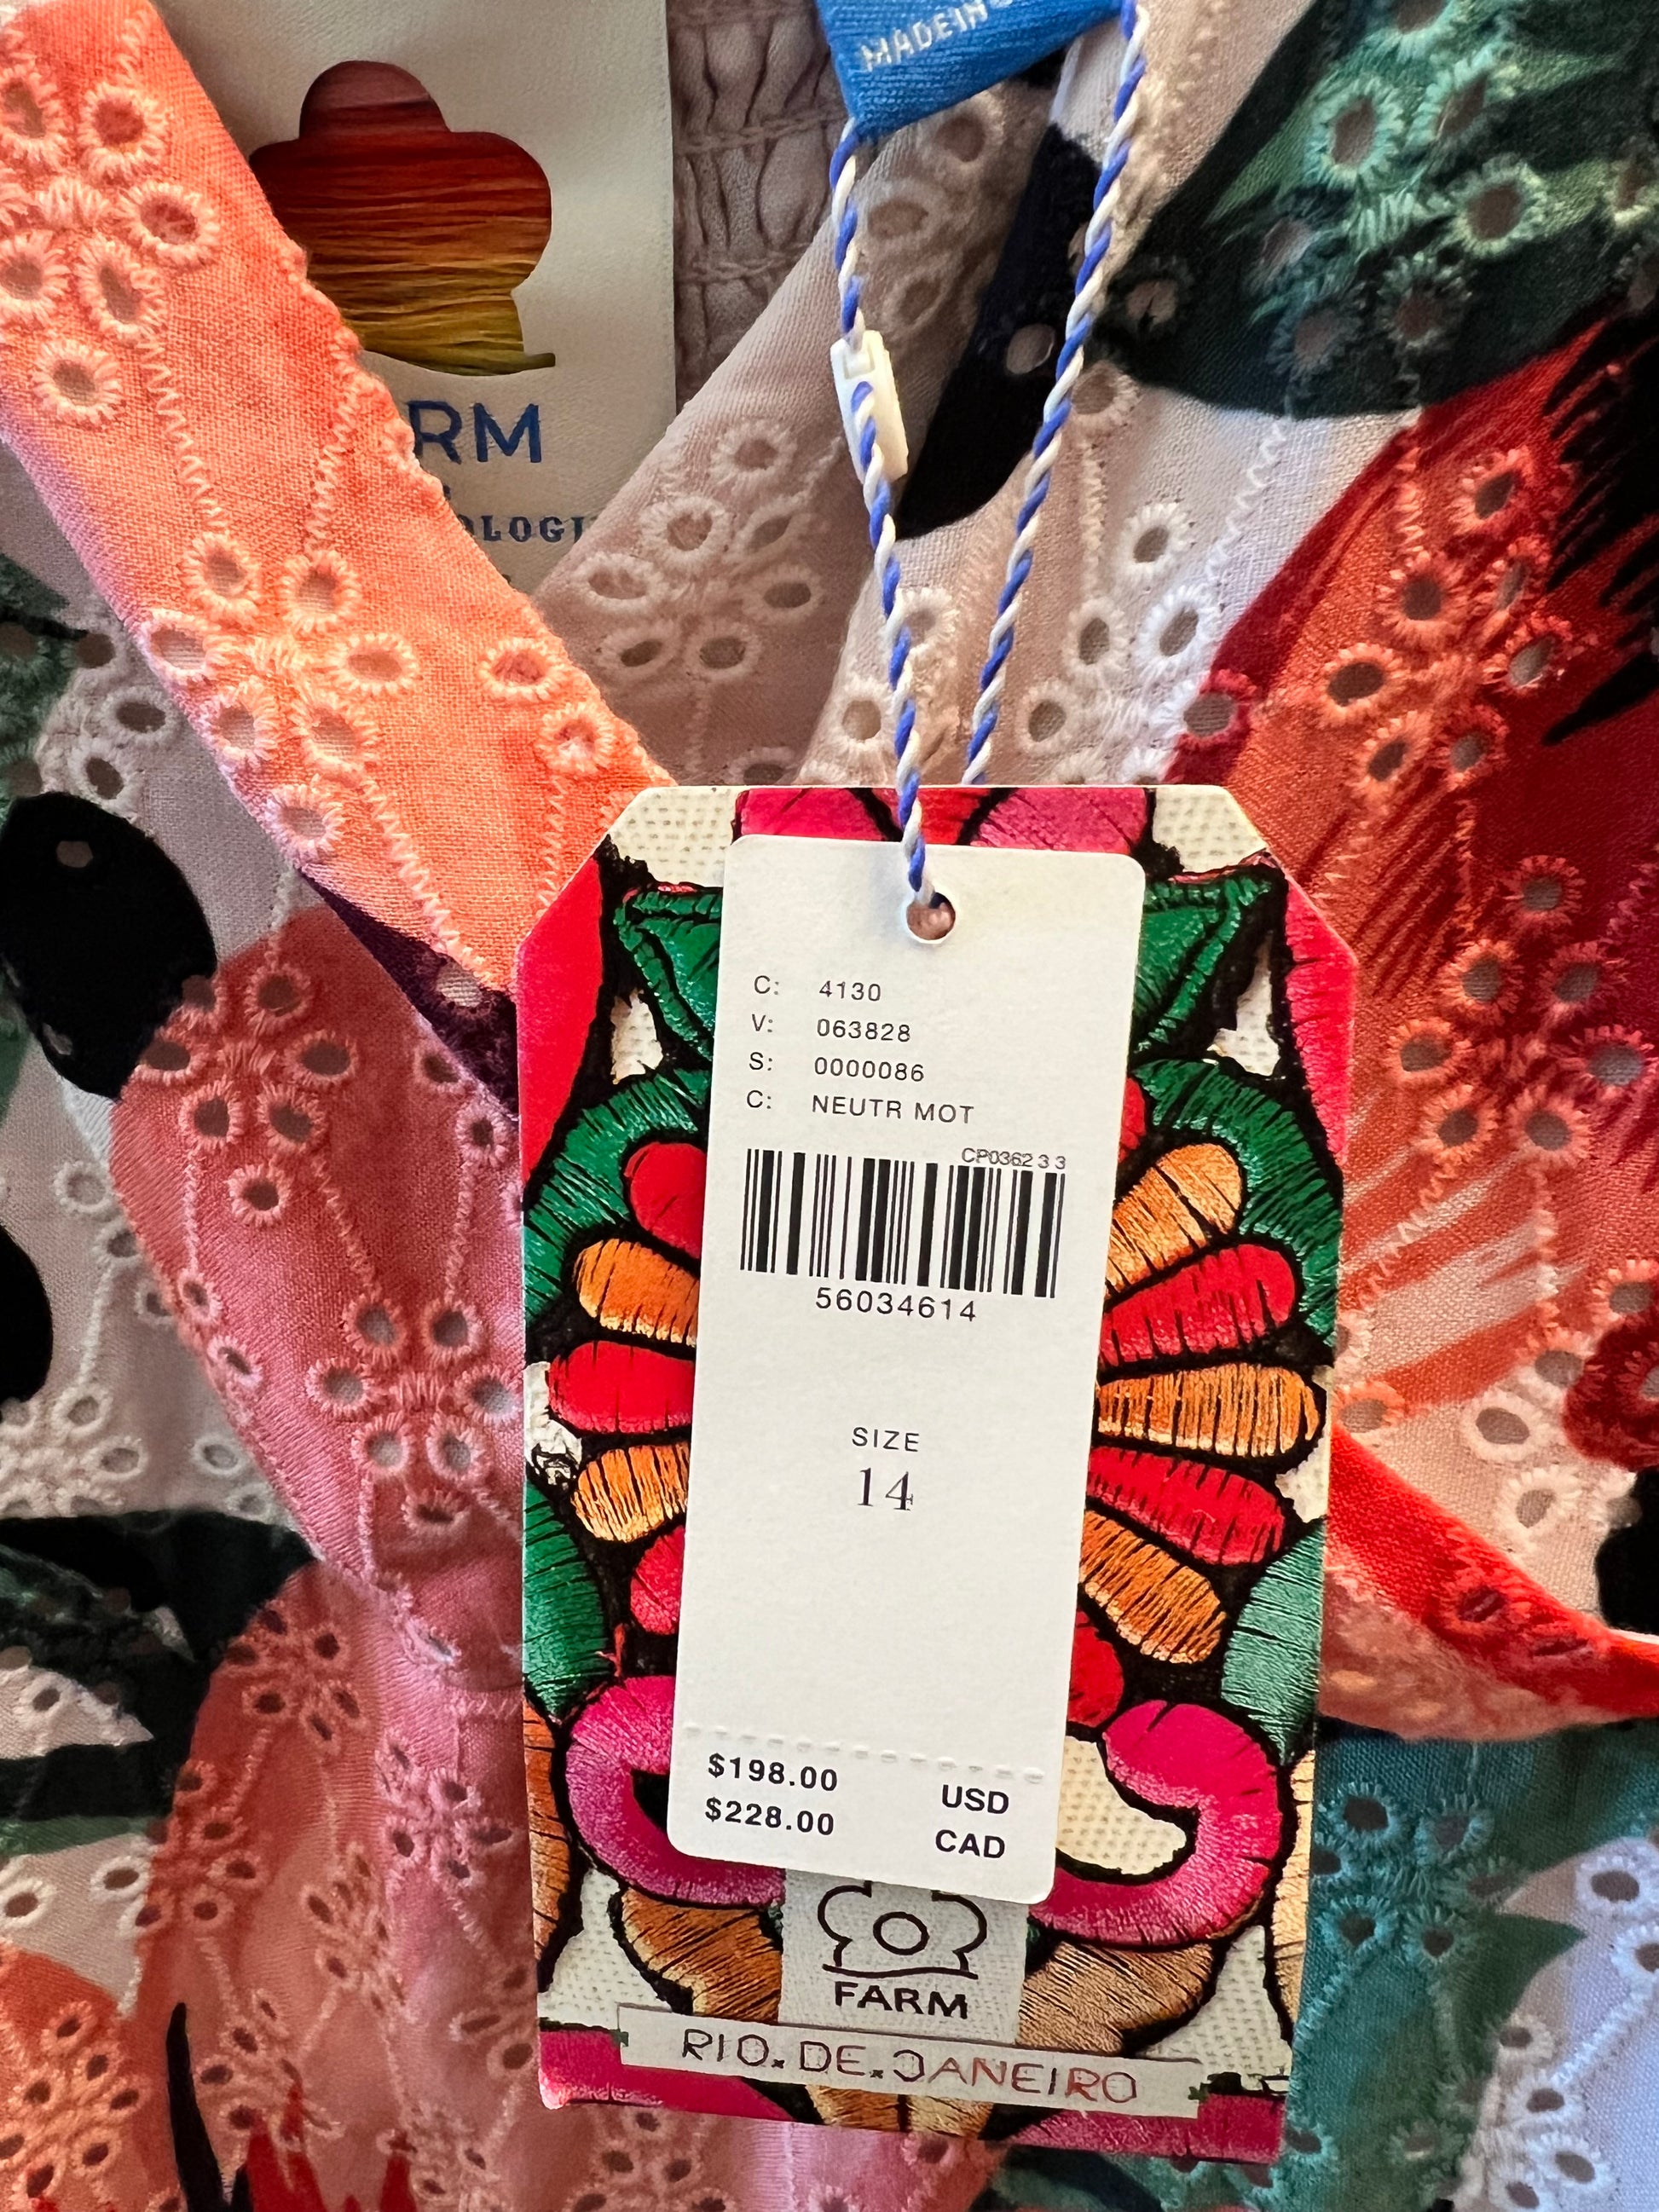 MADE IN
RM
OLOGI
C: 4130
V: 063828
S: 0000086
C: NEUTR MOT
CP0362 3 3
56034614
SIZE
14
$198.00 USD
$228.00 CAD
FARM
RIO.DE.JANEIRO